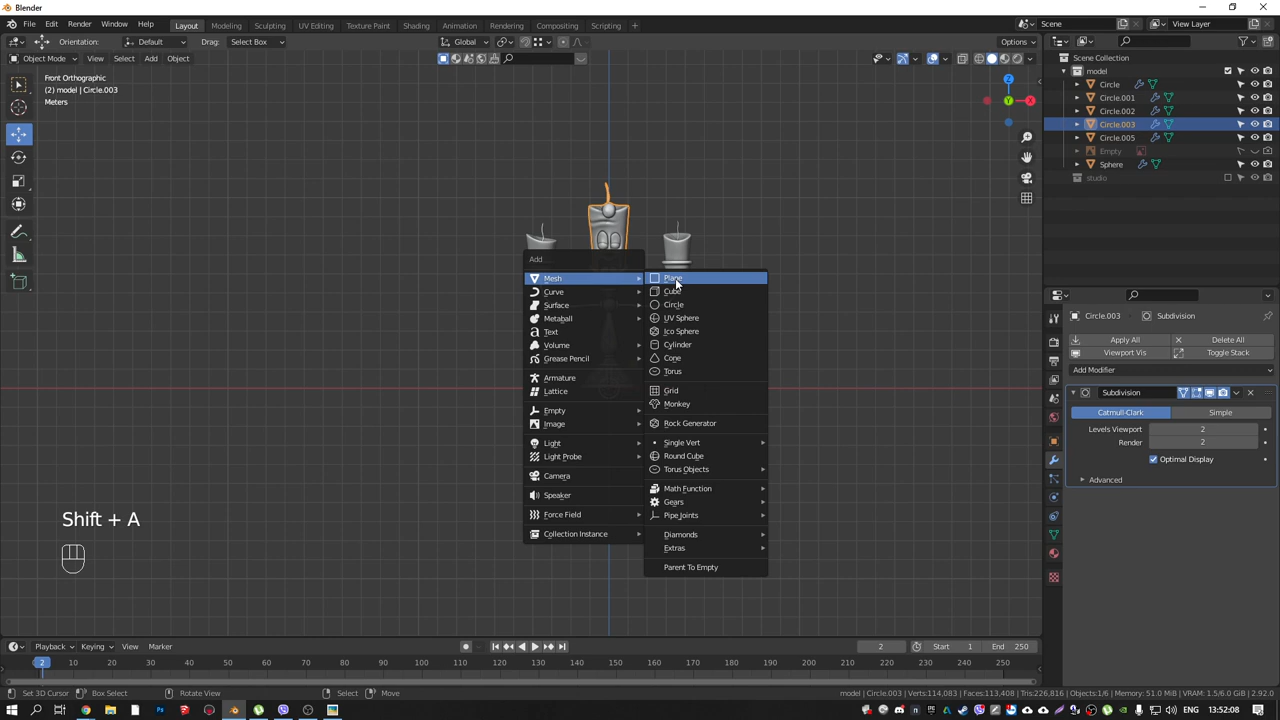 Blender
File Edit Window Render Help
Layout Modeling Sculpting UV Editing Texture Paint Shading Animation Rendering Compositing Scripting +
Scene
View Layer
Orientation: Default Drag: Select Box
Global
Options
Object Mode View Select Add Object
Front Orthographic
(2) model | Circle.003
Meters
Z
Y
X
Scene Collection
model
Circle
Circle.001
Circle.002
Circle.003
Circle.005
Empty
Sphere
studio
Add
Mesh
Curve
Surface
Metaball
Text
Volume
Grease Pencil
Armature
Lattice
Empty
Image
Light
Light Probe
Camera
Speaker
Force Field
Collection Instance
Plane
Cube
Circle
UV Sphere
Ico Sphere
Cylinder
Cone
Torus
Grid
Monkey
Rock Generator
Single Vert
Round Cube
Torus Objects
Math Function
Gears
Pipe Joints
Diamonds
Extras
Parent To Empty
Shift + A
Circle.003 Subdivision
Apply All Delete All
Viewport Vis Toggle Stack
Add Modifier
Subdivision
Catmull-Clark Simple
Levels Viewport 2
Render 2
Optimal Display
Advanced
Playback Keying View Marker
2 Start 1 End 250
2 10 20 30 40 50 60 70 80 90 100 110 120 130 140 150 160 170 180 190 200 210 220 230 240 250
Set 3D Cursor Box Select Rotate View Select Move
model | Circle.003 | Verts:114,083 | Faces:113,408 | Tris:226,816 | Objects:1/6 | Memory: 51.0 MiB | VRAM: 1.5/6.0 GiB | 2.92.0
ENG 13:52:08